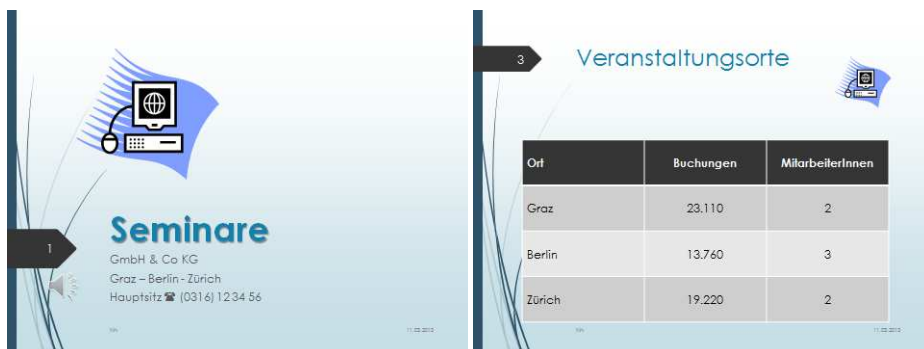 Seminare
1
GmbH & Co KG
Graz – Berlin - Zürich
Hauptsitz ☎ (0316) 12 34 56
3
Veranstaltungsorte
Ort Buchungen MitarbeiterInnen
Graz 23.110 2
Berlin 13.760 3
Zürich 19.220 2